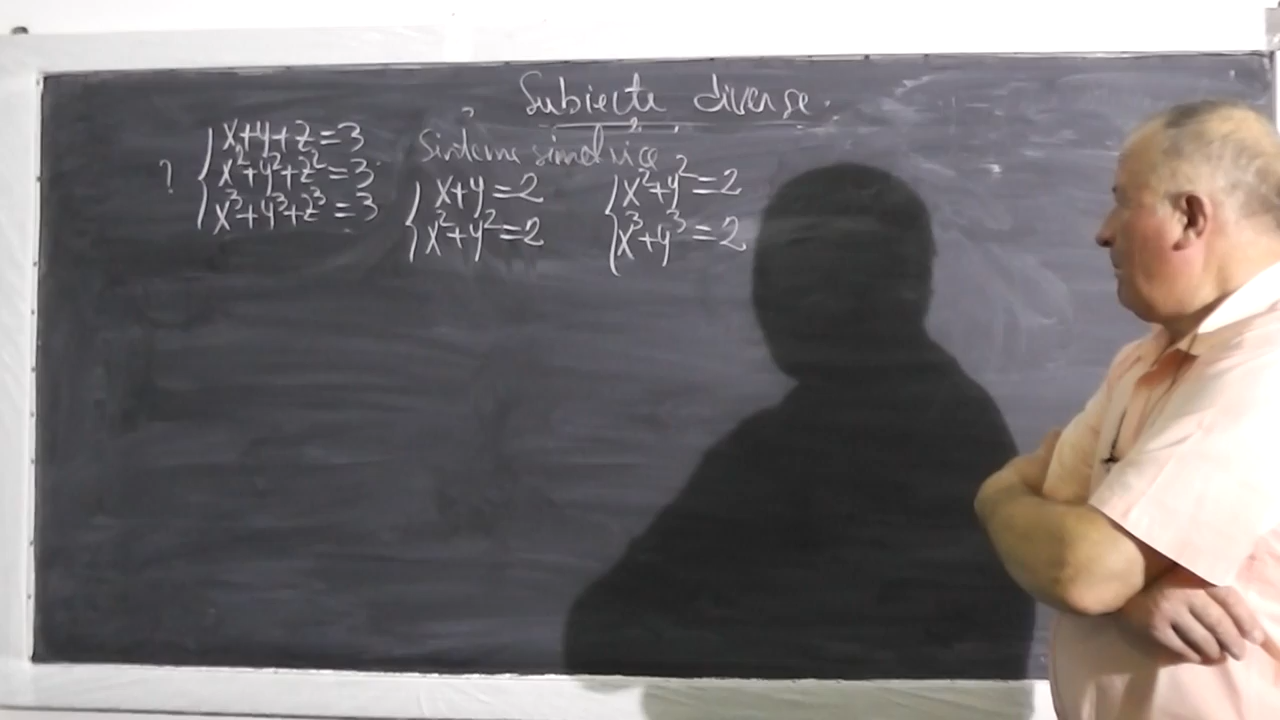 Subiecte diverse.
Sisteme simetrice
?
x+y+z=3
x²+y²+z²=3
x³+y³+z³=3
x+y=2
x²+y²=2
x²+y²=2
x³+y³=2